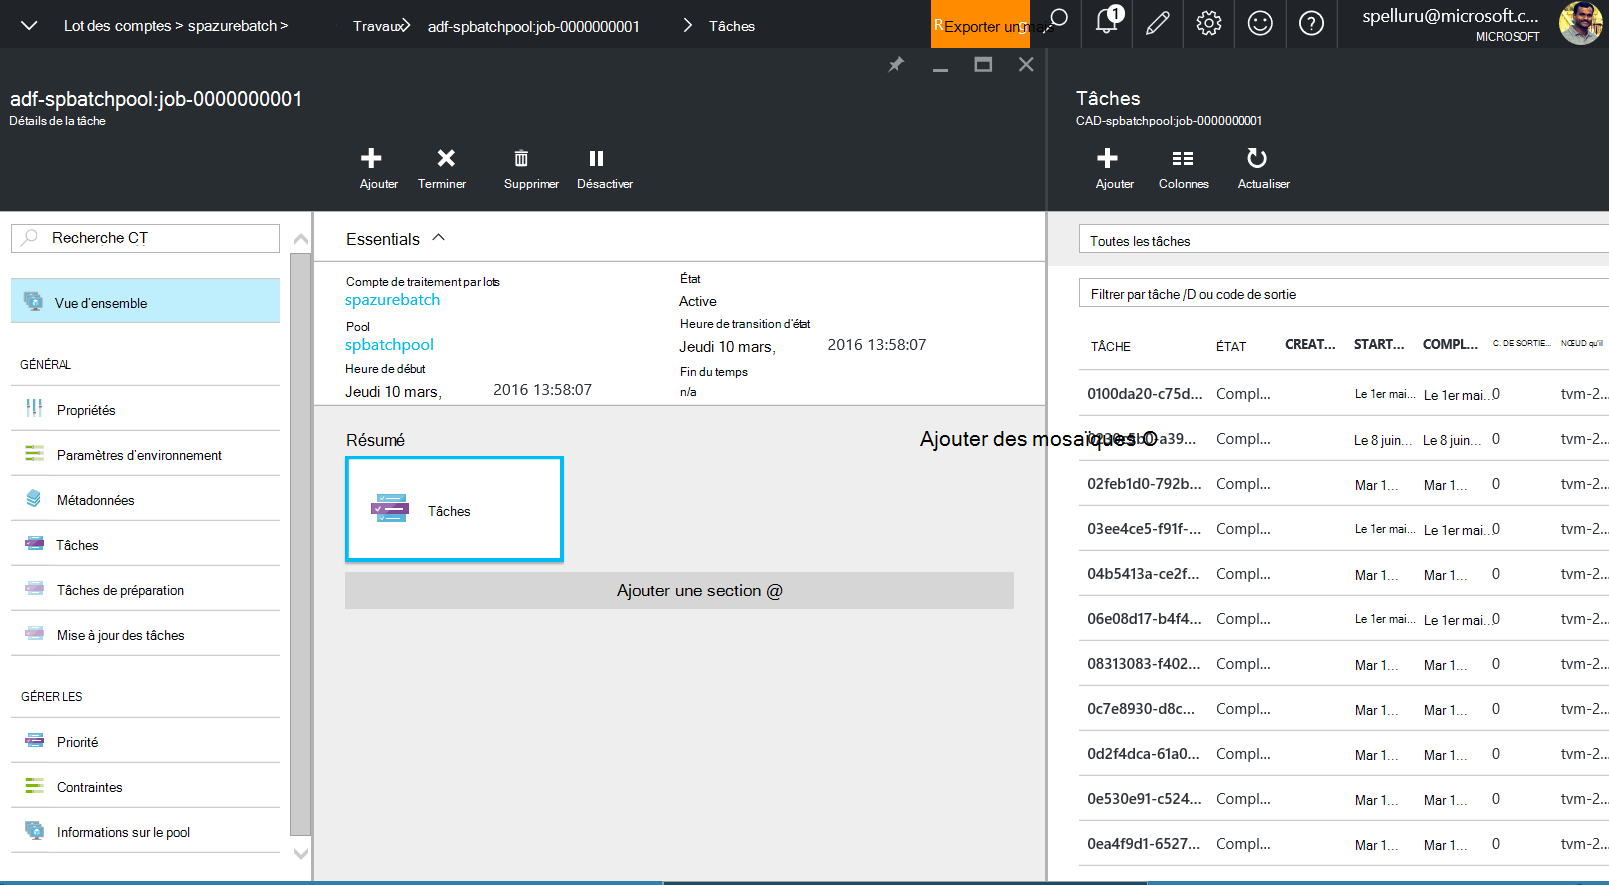 Lot des comptes > spazurebatch >
Travaux
adf-spbatchpool:job-0000000001
Tâches
Exporter un mais
1
spelluru@microsoft.c...
MICROSOFT
adf-spbatchpool:job-0000000001
Détails de la tâche
Ajouter
Terminer
Supprimer
Désactiver
Tâches
CAD-spbatchpool:job-0000000001
Ajouter
Colonnes
Actualiser
Recherche CT
Vue d'ensemble
GÉNÉRAL
Propriétés
Paramètres d'environnement
Métadonnées
Tâches
Tâches de préparation
Mise à jour des tâches
GÉRER LES
Priorité
Contraintes
Informations sur le pool
Essentials
Compte de traitement par lots
spazurebatch
Pool
spbatchpool
Heure de début
Jeudi 10 mars, 2016 13:58:07
État
Active
Heure de transition d'état
Jeudi 10 mars, 2016 13:58:07
Fin du temps
n/a
Résumé
Ajouter des mosaïques
Tâches
Ajouter une section @
Toutes les tâches
Filtrer par tâche /D ou code de sortie
TÂCHE ÉTAT CREAT... START... COMPL... C. DE SORTIE... NŒUD qu'il
0100da20-c75d... Compl... Le 1er mai... Le 1er mai... 0 tvm-2...
0230c5b0-a39... Compl... Le 8 juin... Le 8 juin... 0 tvm-2...
02feb1d0-792b... Compl... Mar 1... Mar 1... 0 tvm-2...
03ee4ce5-f91f-... Compl... Le 1er mai... Le 1er mai... 0 tvm-2...
04b5413a-ce2f... Compl... Mar 1... Mar 1... 0 tvm-2...
06e08d17-b4f4... Compl... Le 1er mai... Le 1er mai... 0 tvm-2...
08313083-f402... Compl... Mar 1... Mar 1... 0 tvm-2...
0c7e8930-d8c... Compl... Mar 1... Mar 1... 0 tvm-2...
0d2f4dca-61a0... Compl... Mar 1... Mar 1... 0 tvm-2...
0e530e91-c524... Compl... Mar 1... Mar 1... 0 tvm-2...
0ea4f9d1-6527... Compl... Mar 1... Mar 1... 0 tvm-2...